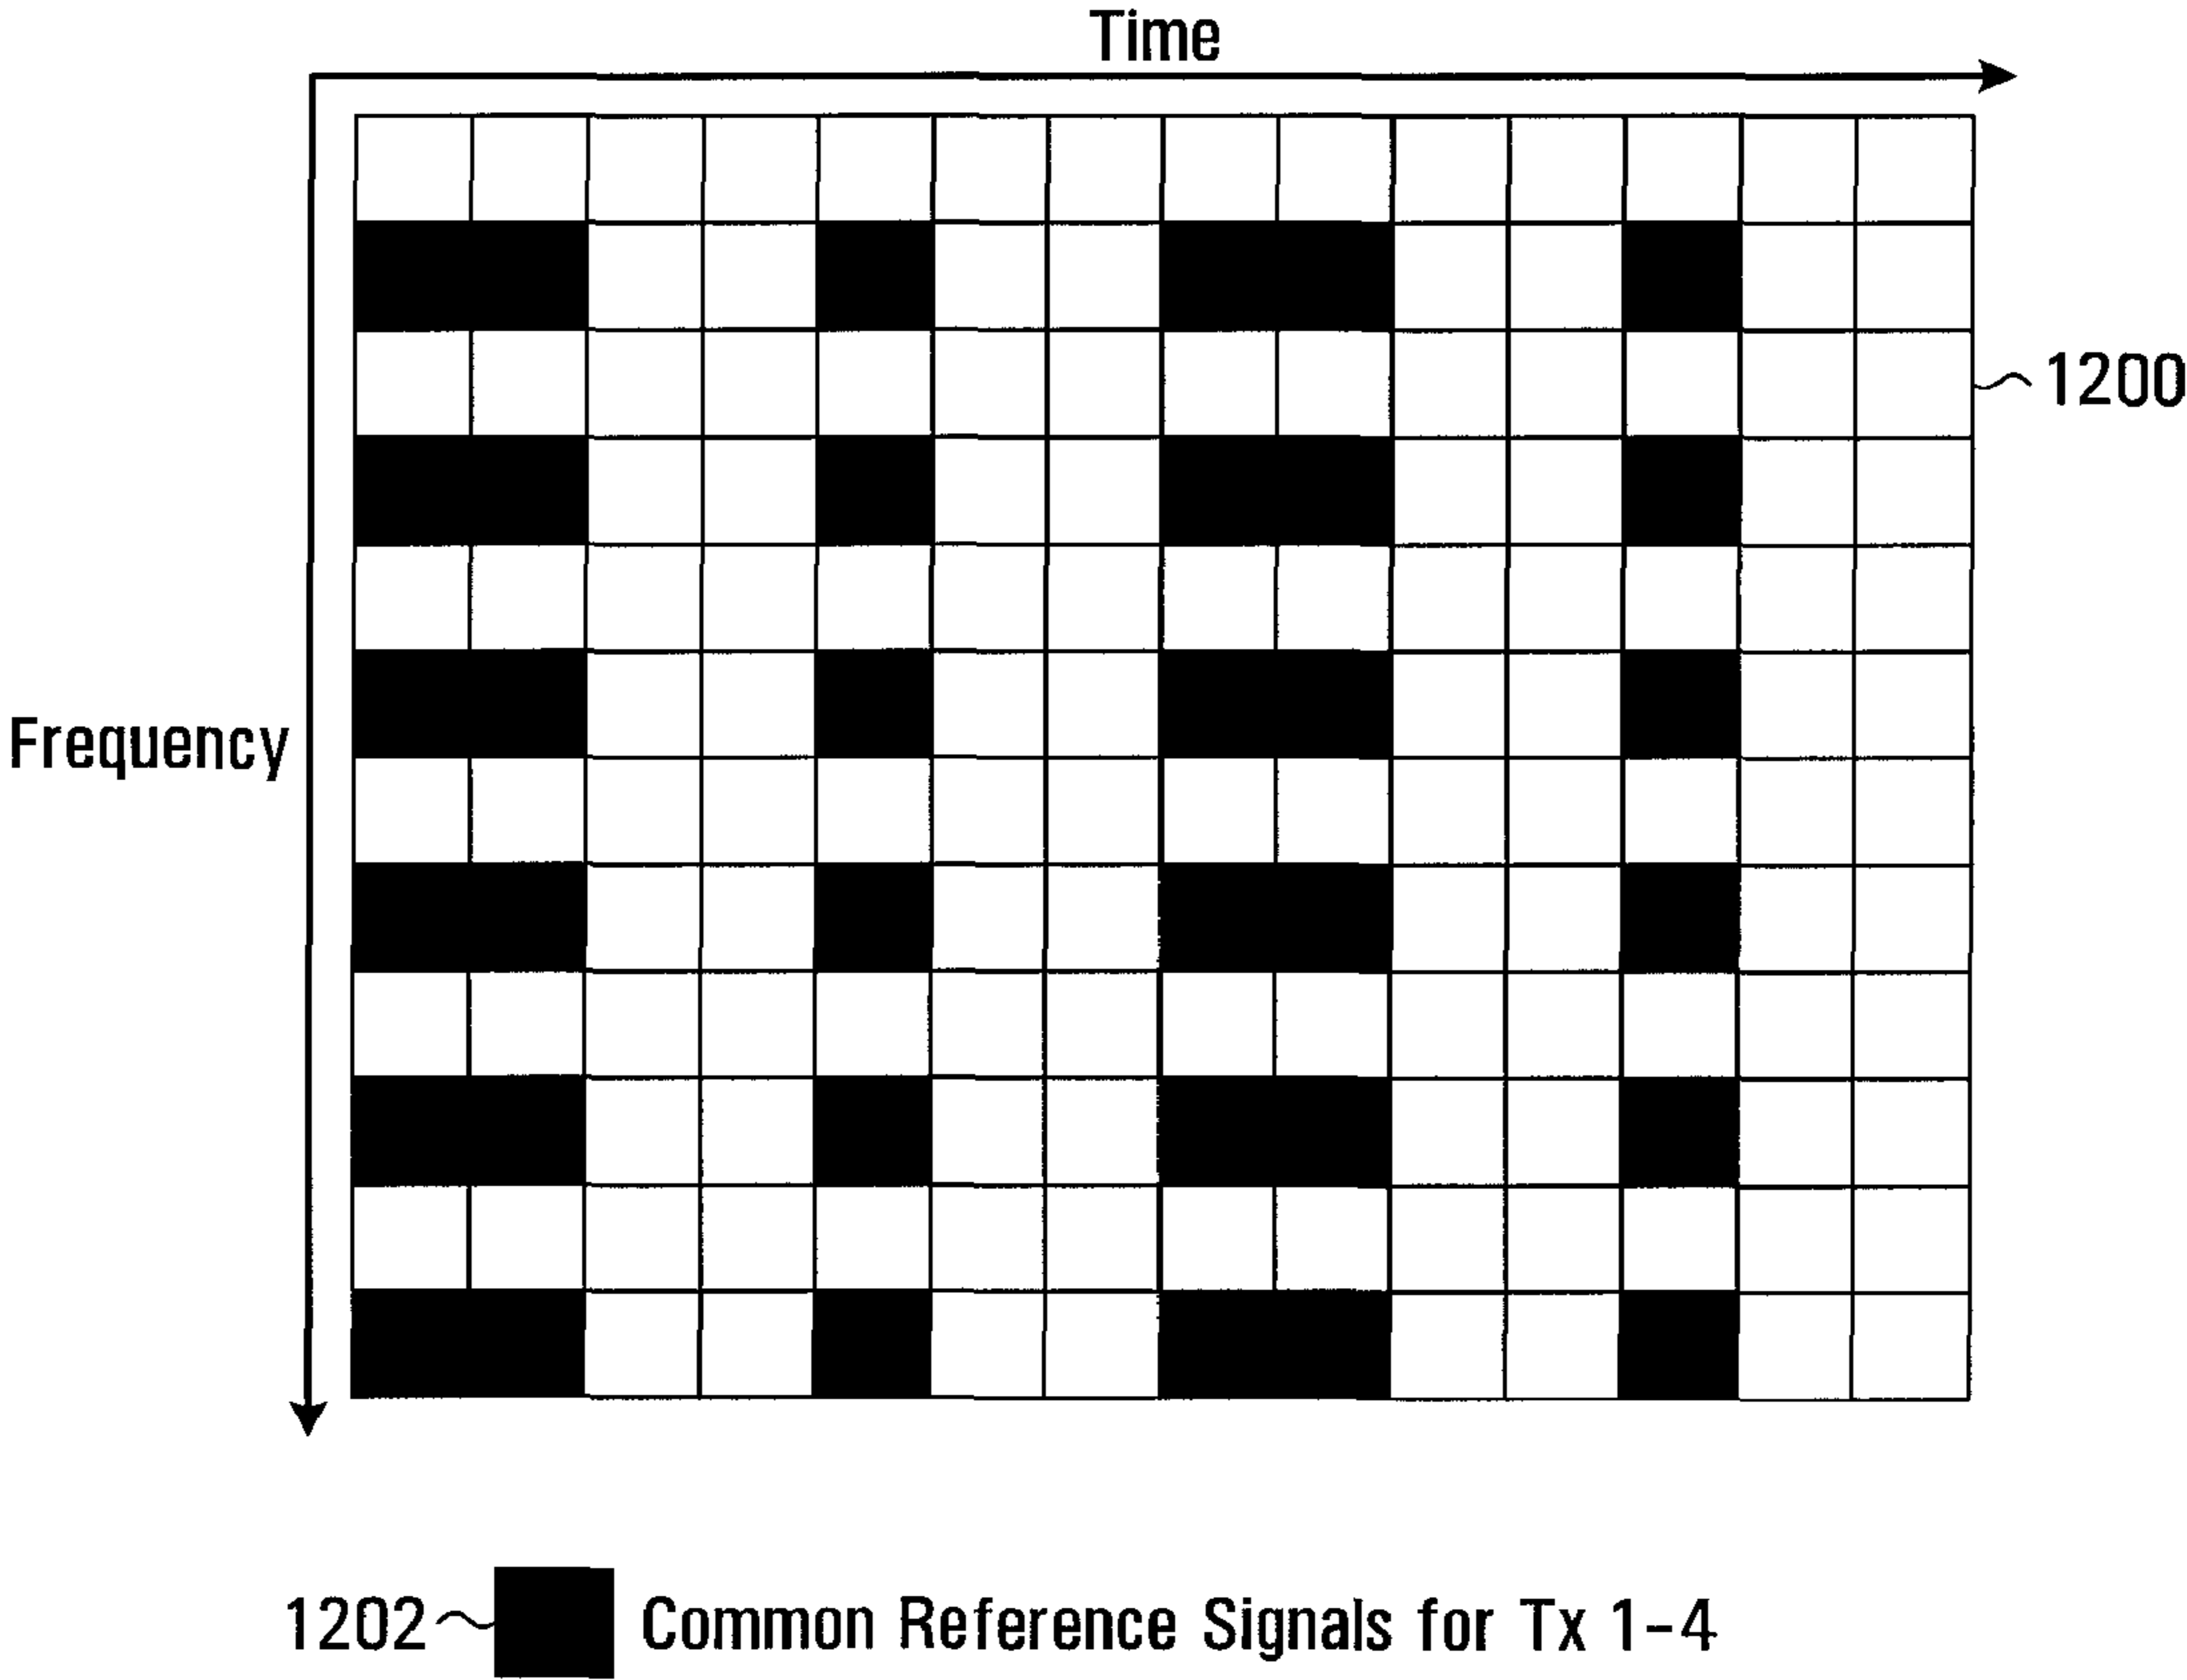 Time
1200
Frequency
1202
Common Reference Signals for Tx 1-4